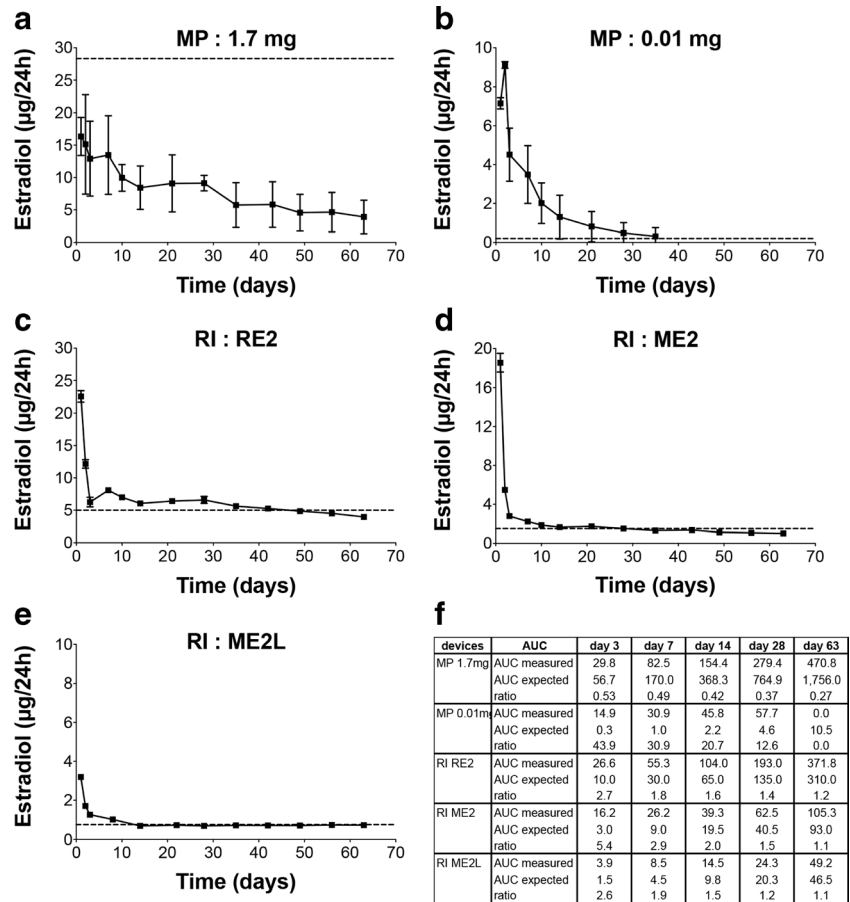 a
MP : 1.7 mg
Estradiol (µg/24h)
30
25
20
15
10
5
0
0 10 20 30 40 50 60 70
Time (days)
b
MP : 0.01 mg
Estradiol (µg/24h)
10
8
6
4
2
0
0 10 20 30 40 50 60 70
Time (days)
c
RI : RE2
Estradiol (µg/24h)
30
25
20
15
10
5
0
0 10 20 30 40 50 60 70
Time (days)
d
RI : ME2
Estradiol (µg/24h)
20
16
12
8
4
0
0 10 20 30 40 50 60 70
Time (days)
e
RI : ME2L
Estradiol (µg/24h)
10
8
6
4
2
0
0 10 20 30 40 50 60 70
Time (days)
f
devices AUC day 3 day 7 day 14 day 28 day 63
MP 1.7mg AUC measured 29.8 82.5 154.4 279.4 470.8
AUC expected 56.7 170.0 368.3 764.9 1,756.0
ratio 0.53 0.49 0.42 0.37 0.27
MP 0.01mg AUC measured 14.9 30.9 45.8 57.7 0.0
AUC expected 0.3 1.0 2.2 4.6 10.5
ratio 43.9 30.9 20.7 12.6 0.0
RI RE2 AUC measured 26.6 55.3 104.0 193.0 371.8
AUC expected 10.0 30.0 65.0 135.0 310.0
ratio 2.7 1.8 1.6 1.4 1.2
RI ME2 AUC measured 16.2 26.2 39.3 62.5 105.3
AUC expected 3.0 9.0 19.5 40.5 93.0
ratio 5.4 2.9 2.0 1.5 1.1
RI ME2L AUC measured 3.9 8.5 14.5 24.3 49.2
AUC expected 1.5 4.5 9.8 20.3 46.5
ratio 2.6 1.9 1.5 1.2 1.1